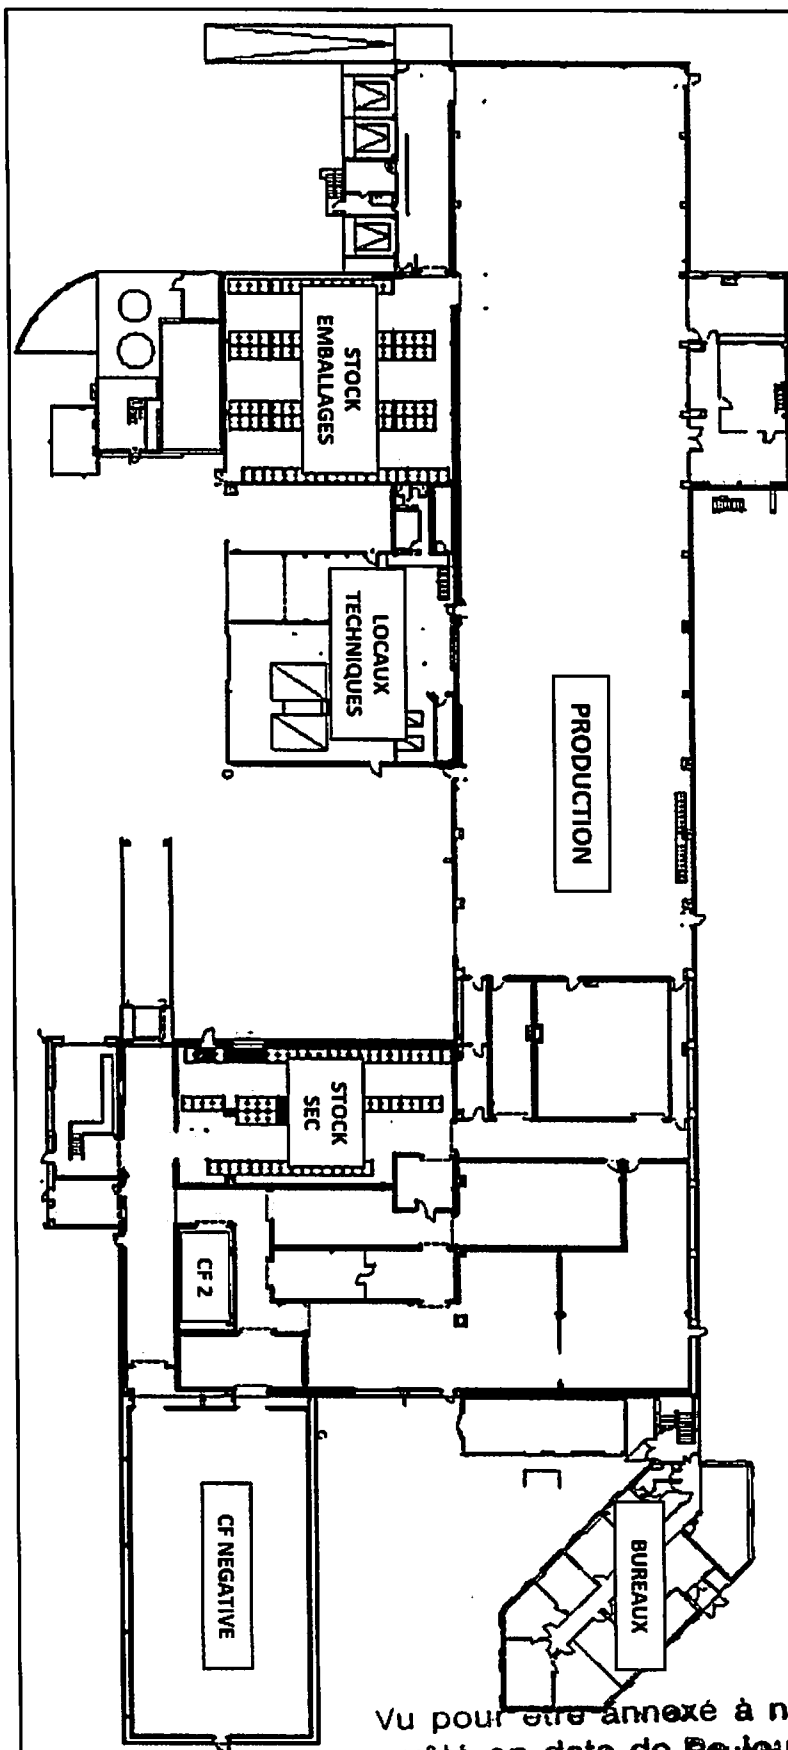 STOCK
EMBALLAGES
LOCAUX
TECHNIQUES
PRODUCTION
STOCK
SEC
CF 2
CF NEGATIVE
BUREAUX
Vu pour être annexé à n
en date de